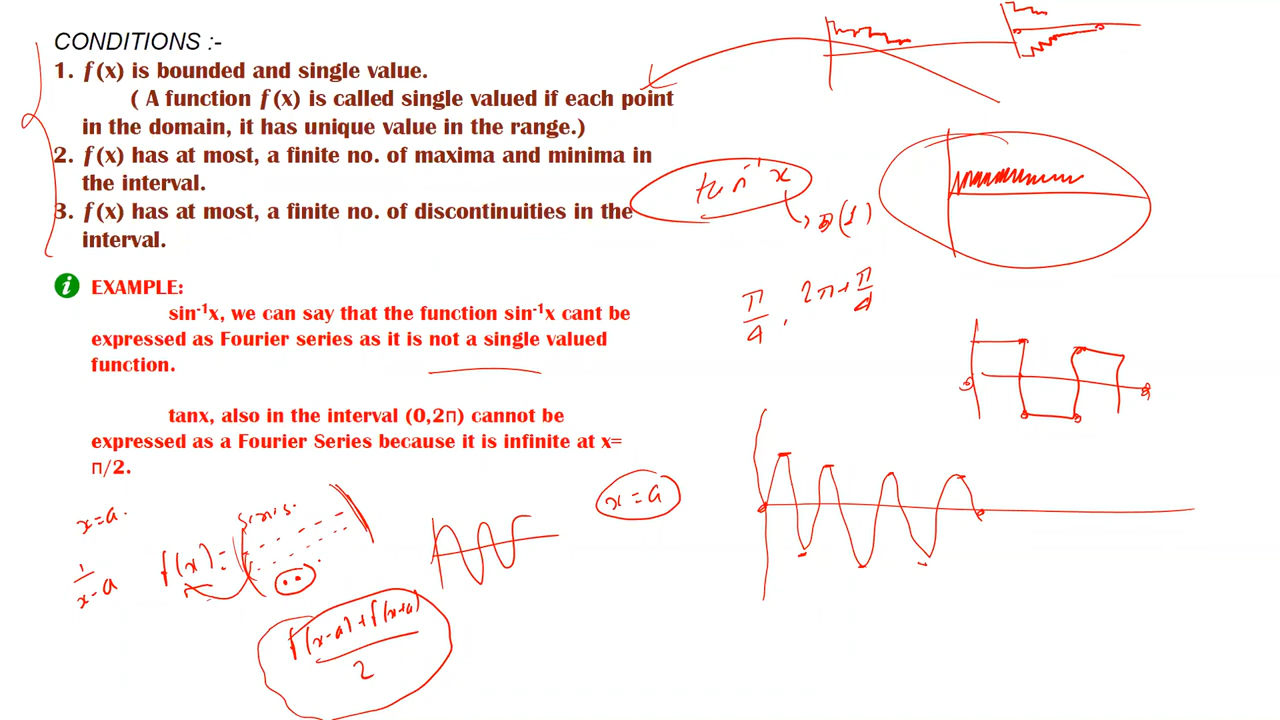 CONDITIONS :-
1. f(x) is bounded and single value.
( A function f(x) is called single valued if each point
in the domain, it has unique value in the range.)
2. f(x) has at most, a finite no. of maxima and minima in
the interval.
3. f(x) has at most, a finite no. of discontinuities in the
interval.
i EXAMPLE:
sin⁻¹x, we can say that the function sin⁻¹x cant be
expressed as Fourier series as it is not a single valued
function.
tanx, also in the interval (0,2π) cannot be
expressed as a Fourier Series because it is infinite at x=
π/2.
tan⁻¹ x
(1)
π/4, 2π+π/4
x = a
x = a.
1/x-a
f(x) =
f(x-a)+f(x+a)
2